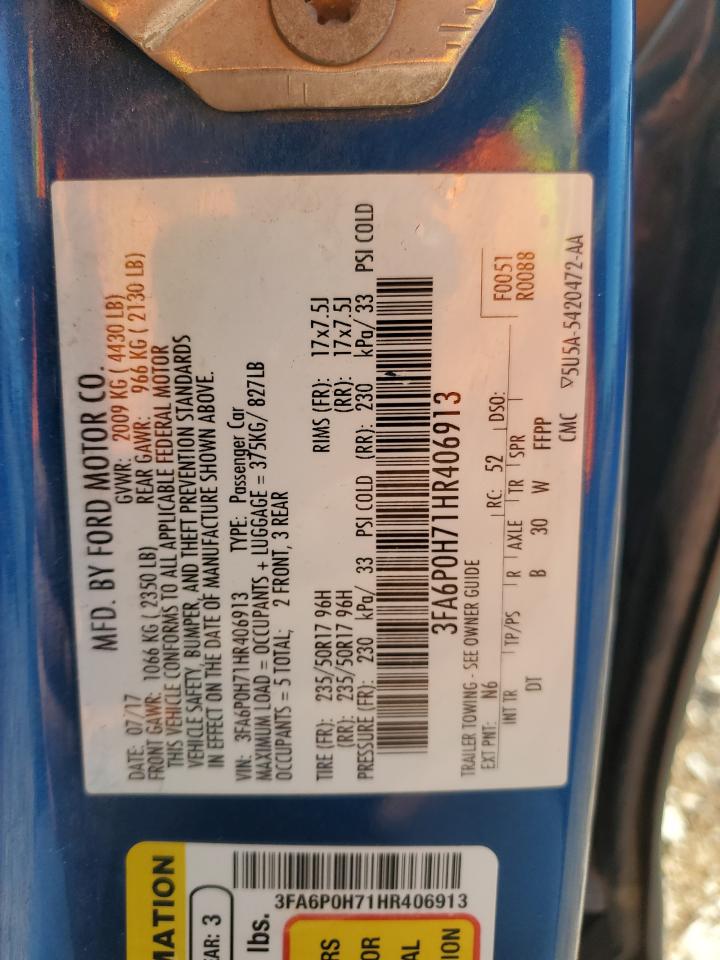 MFD. BY FORD MOTOR CO.
DATE: 07/17 GVWR: 2009 KG ( 4430 LB)
FRONT GAWR: 1066 KG ( 2350 LB) REAR GAWR: 966 KG ( 2130 LB)
THIS VEHICLE CONFORMS TO ALL APPLICABLE FEDERAL MOTOR
VEHICLE SAFETY, BUMPER, AND THEFT PREVENTION STANDARDS
IN EFFECT ON THE DATE OF MANUFACTURE SHOWN ABOVE.
VIN: 3FA6P0H71HR406913 TYPE: Passenger Car
MAXIMUM LOAD = OCCUPANTS + LUGGAGE = 375KG/ 827LB
OCCUPANTS = 5 TOTAL: 2 FRONT, 3 REAR
TIRE (FR): 235/50R17 96H RIMS (FR): 17x7.5J
(RR): 235/50R17 96H (RR): 17x7.5J
PRESSURE (FR): 230 kPa/ 33 PSI COLD (RR): 230 kPa/ 33 PSI COLD
3FA6P0H71HR406913
TRAILER TOWING - SEE OWNER GUIDE
F0051
EXT PNT: N6 RC: 52 DSO: R0088
INT TR TP/PS R AXLE TR SPR
DT B 30 W FFPP
CMC ▽5U5A-5420472-AA
MATION
EAR: 3
lbs.
3FA6P0H71HR406913
RS
OR
AL
ION